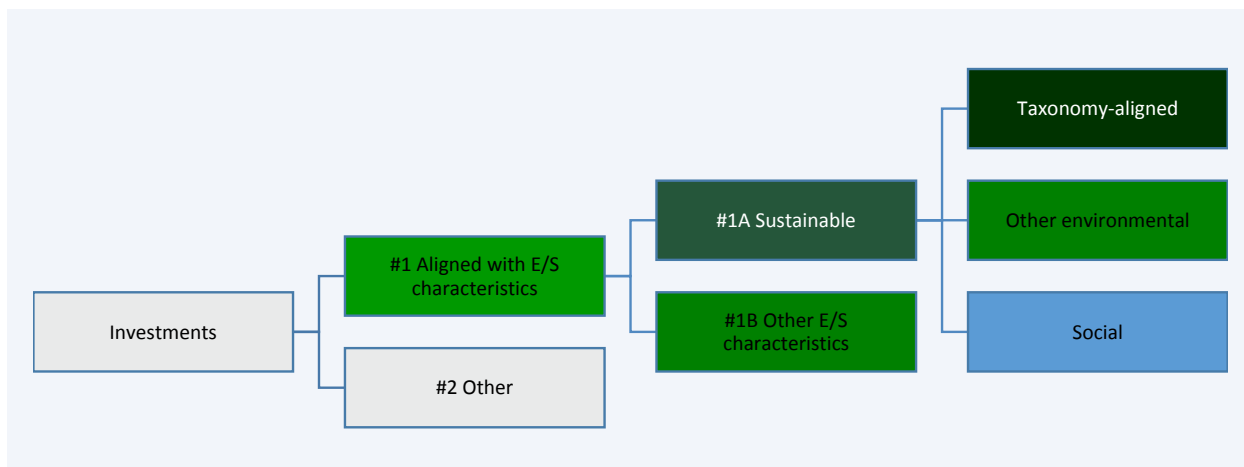 Investments
#1 Aligned with E/S
characteristics
#2 Other
#1A Sustainable
#1B Other E/S
characteristics
Taxonomy-aligned
Other environmental
Social